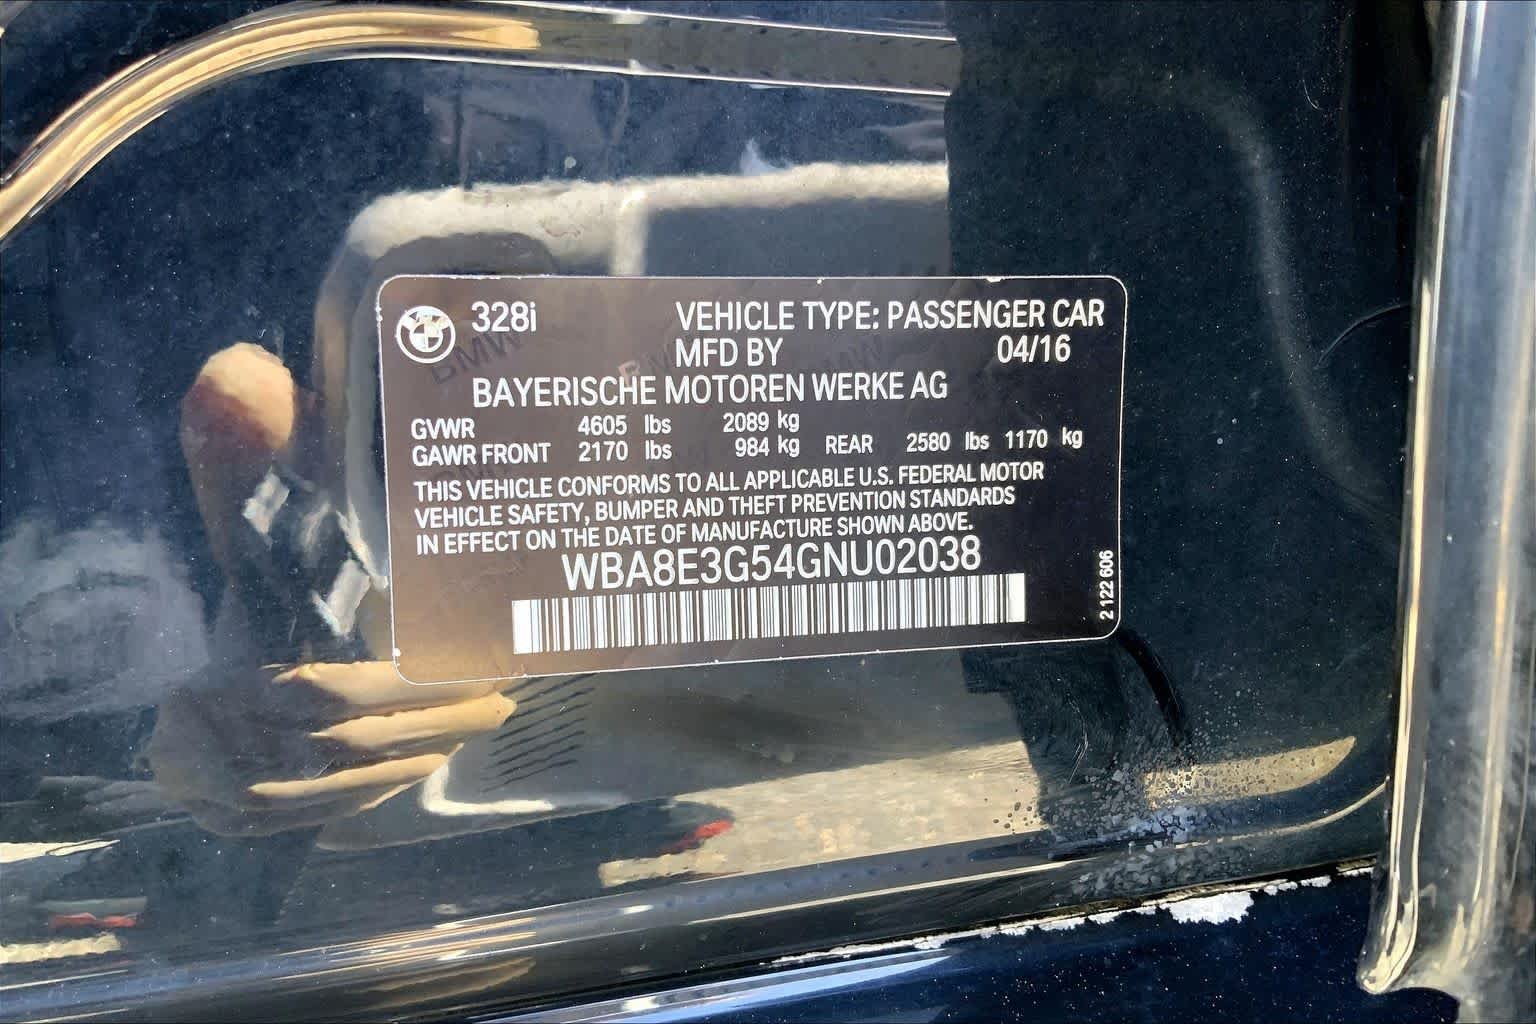 328i VEHICLE TYPE: PASSENGER CAR
MFD BY 04/16
BAYERISCHE MOTOREN WERKE AG
GVWR 4605 lbs 2089 kg
GAWR FRONT 2170 lbs 984 kg REAR 2580 lbs 1170 kg
THIS VEHICLE CONFORMS TO ALL APPLICABLE U.S. FEDERAL MOTOR
VEHICLE SAFETY, BUMPER AND THEFT PREVENTION STANDARDS
IN EFFECT ON THE DATE OF MANUFACTURE SHOWN ABOVE.
WBA8E3G54GNU02038
2 122 606
BMW